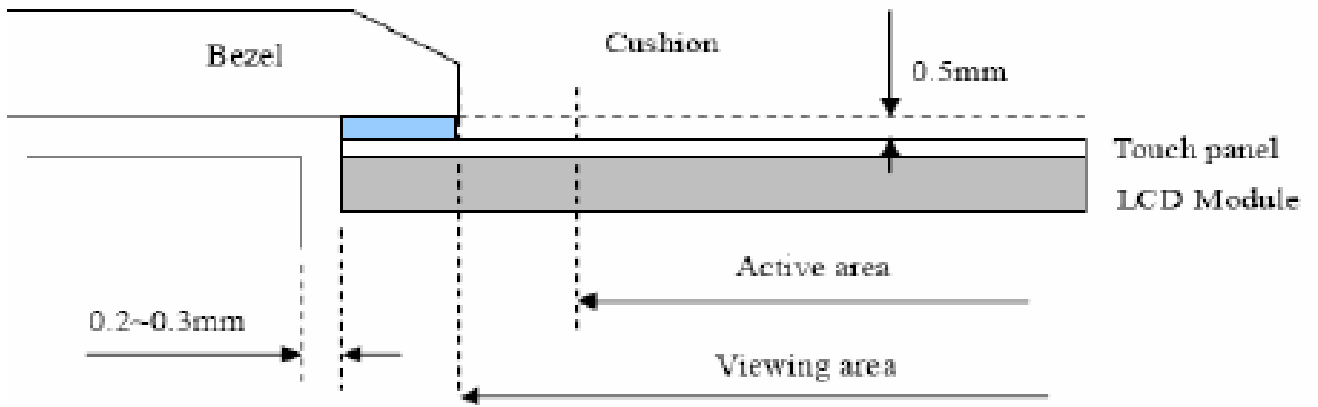 Bezel
Cushion
0.5mm
Touch panel
LCD Module
Active area
0.2~0.3mm
Viewing area